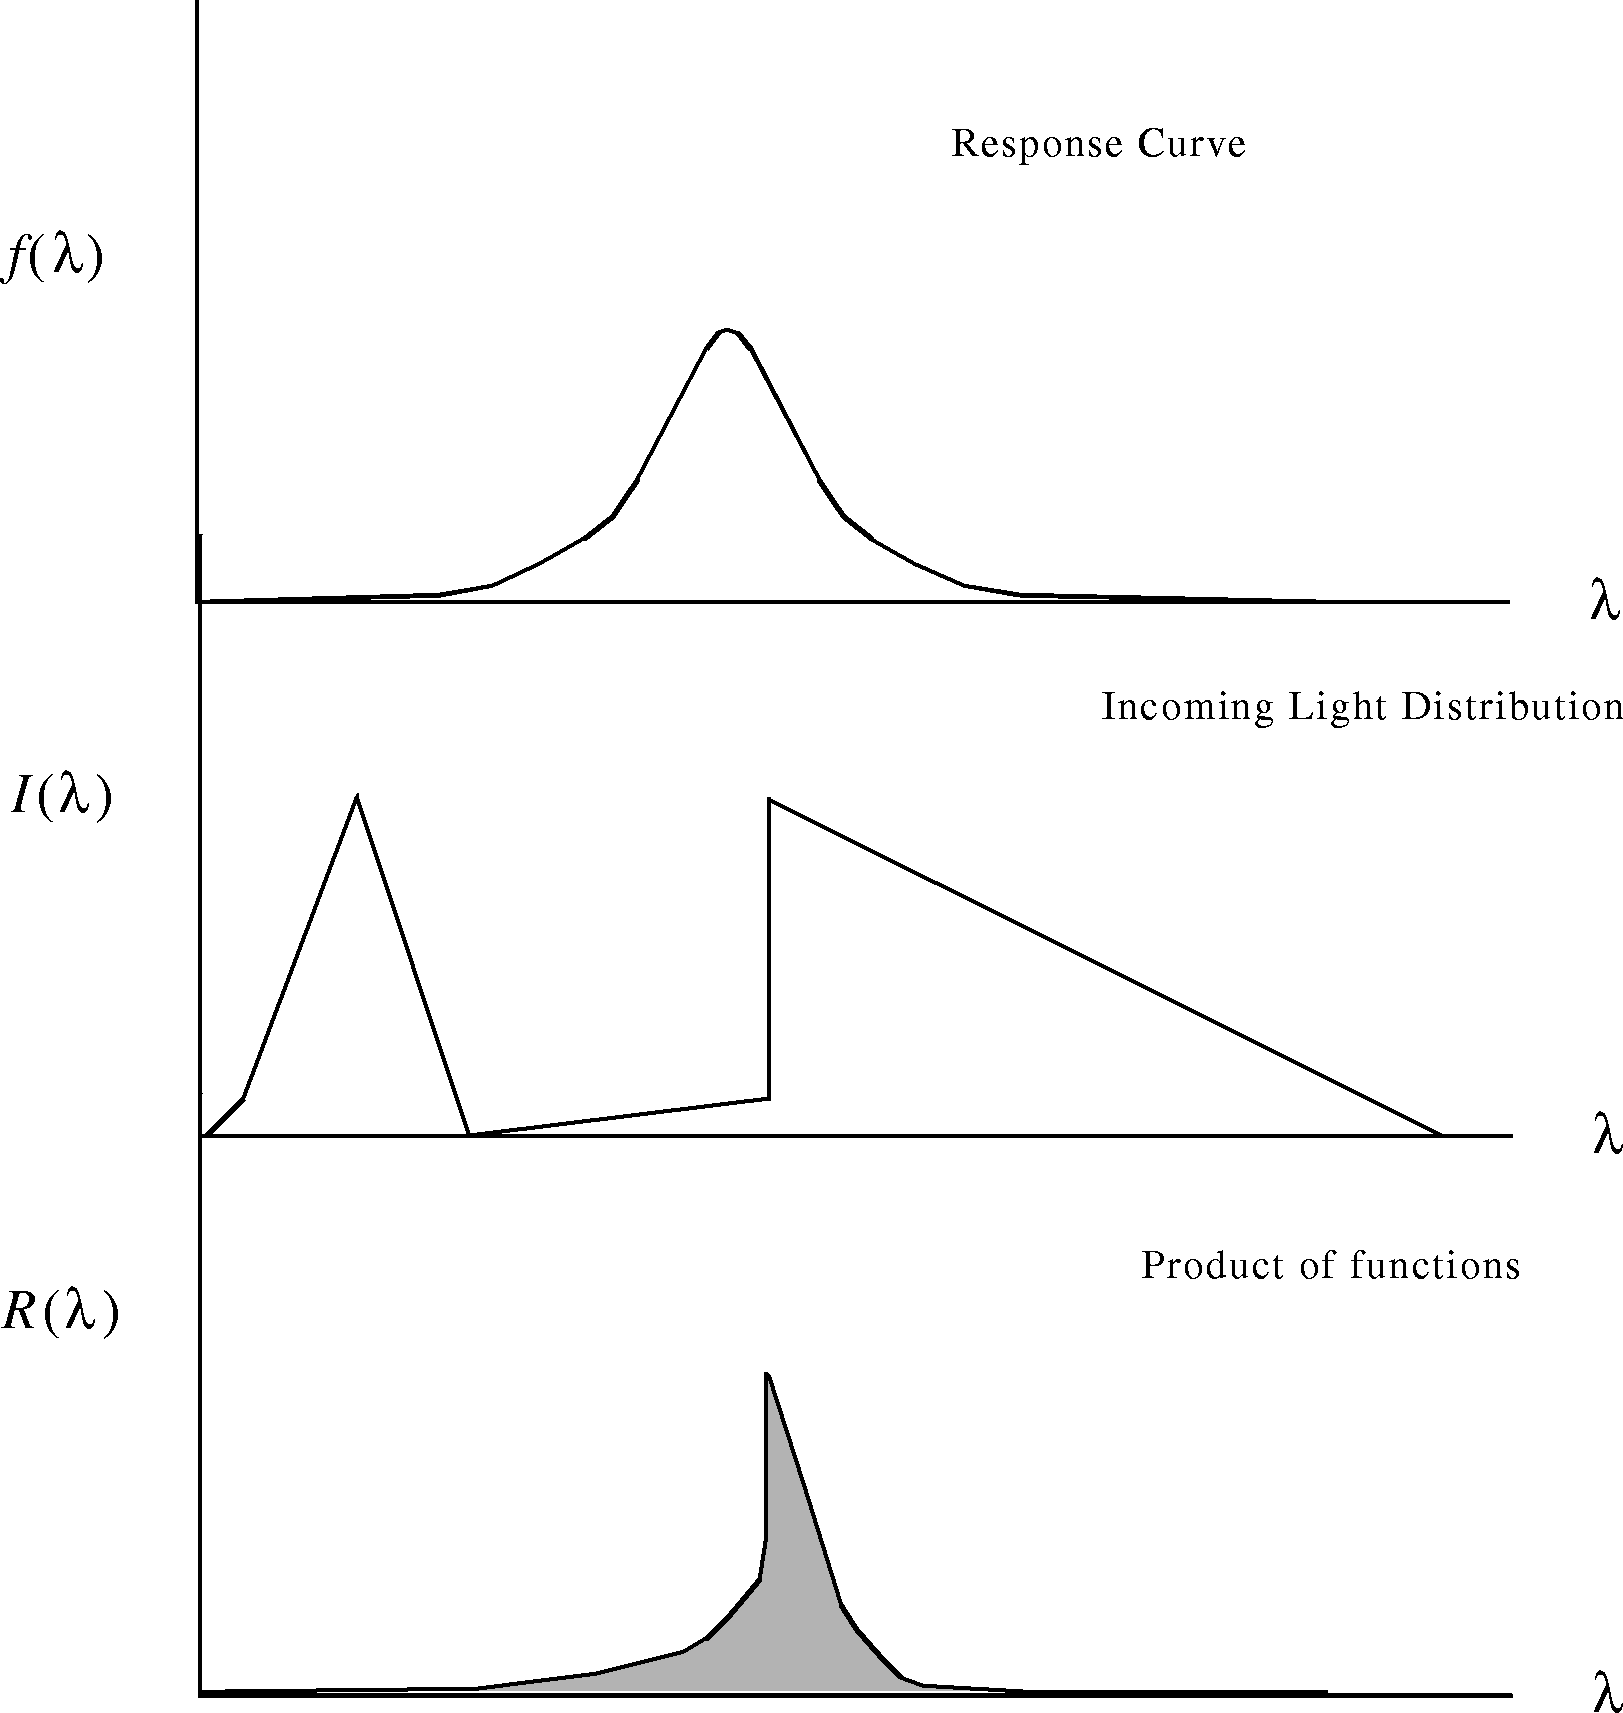 Response Curve
f(λ)
λ
Incoming Light Distribution
I(λ)
λ
Product of functions
R(λ)
λ